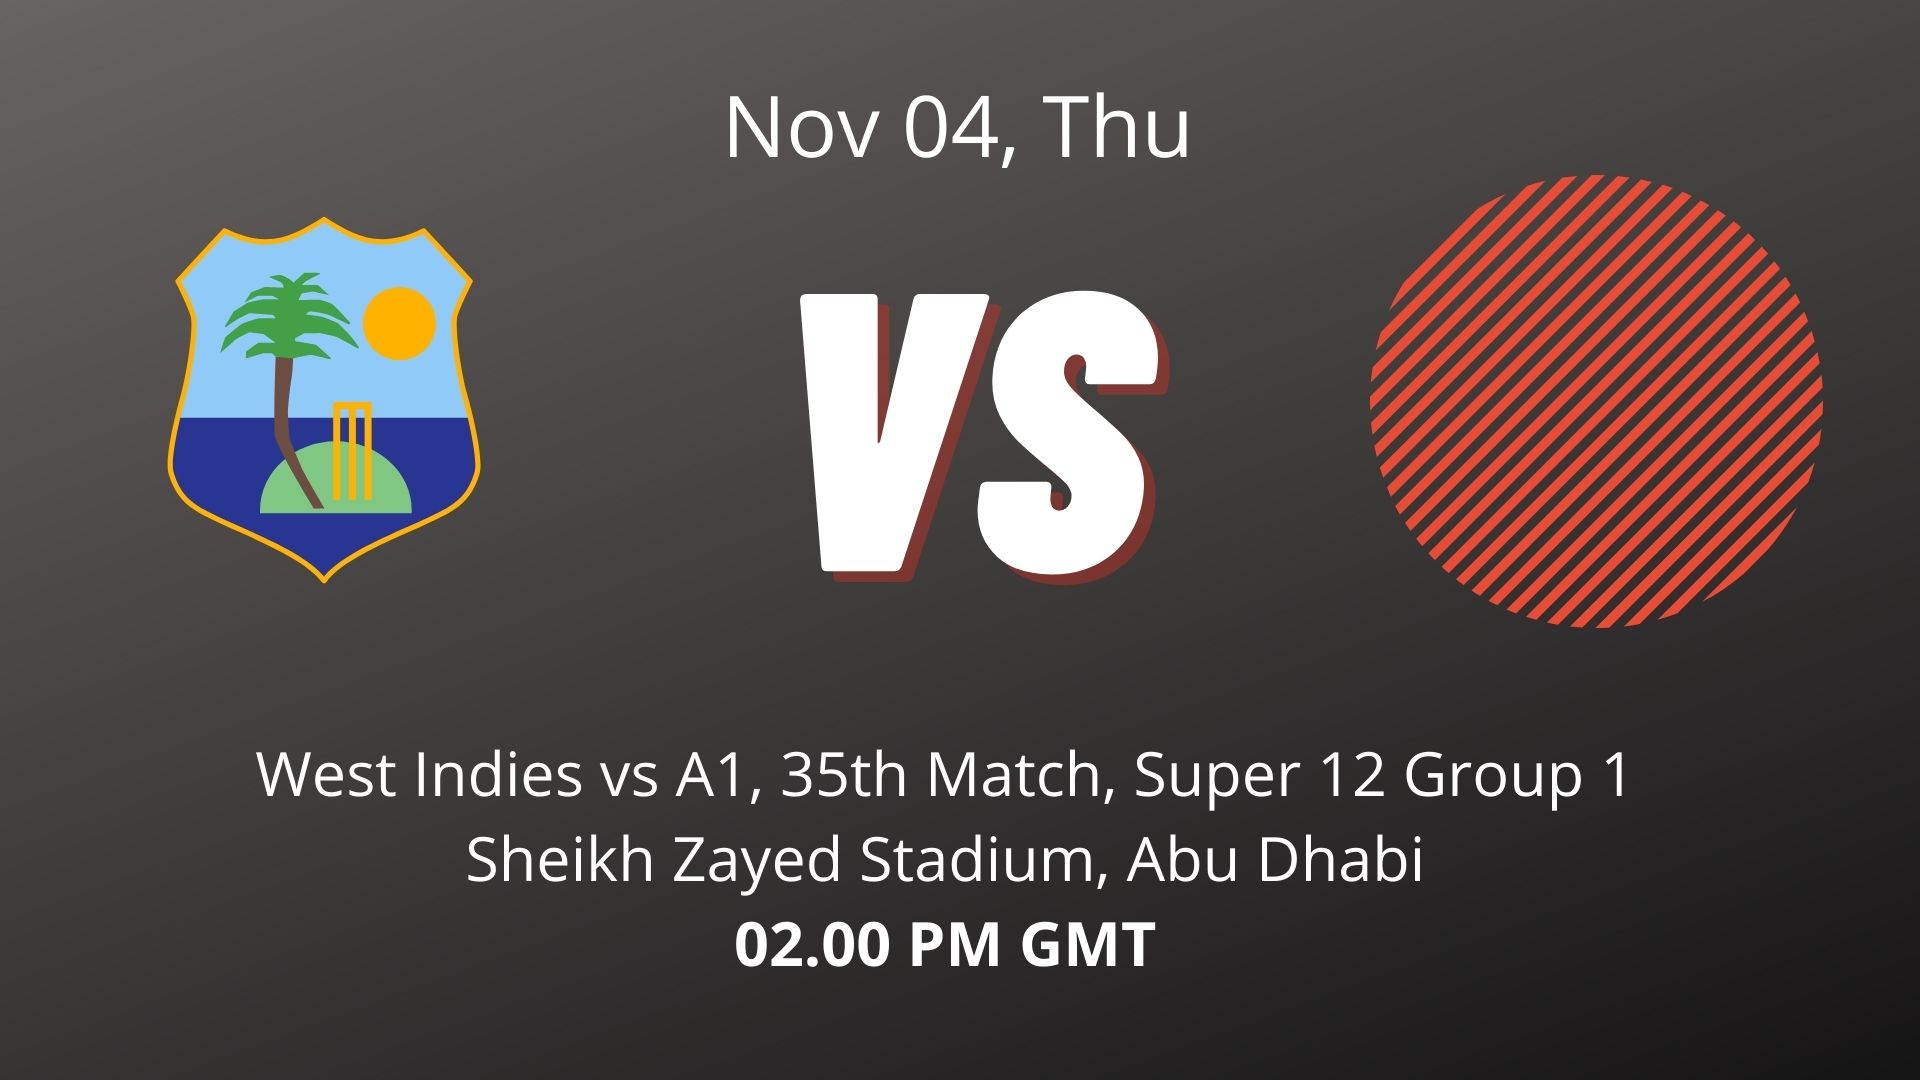 Nov 04, Thu
VS
West Indies vs A1, 35th Match, Super 12 Group 1
Sheikh Zayed Stadium, Abu Dhabi
02.00 PM GMT